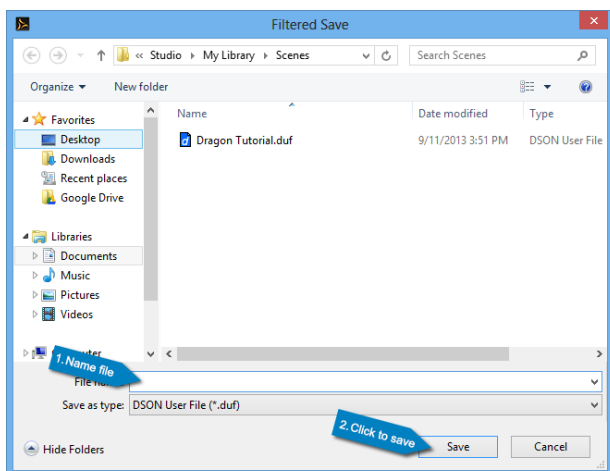 Filtered Save
« Studio My Library Scenes Search Scenes
Organize New folder
Name Date modified Type
Favorites
Desktop
Downloads
Recent places
Google Drive
Dragon Tutorial.duf 9/11/2013 3:51 PM DSON User File
Libraries
Documents
Music
Pictures
Videos
1. Name file
File
Save as type: DSON User File (*.duf)
2. Click to save
Hide Folders Save Cancel